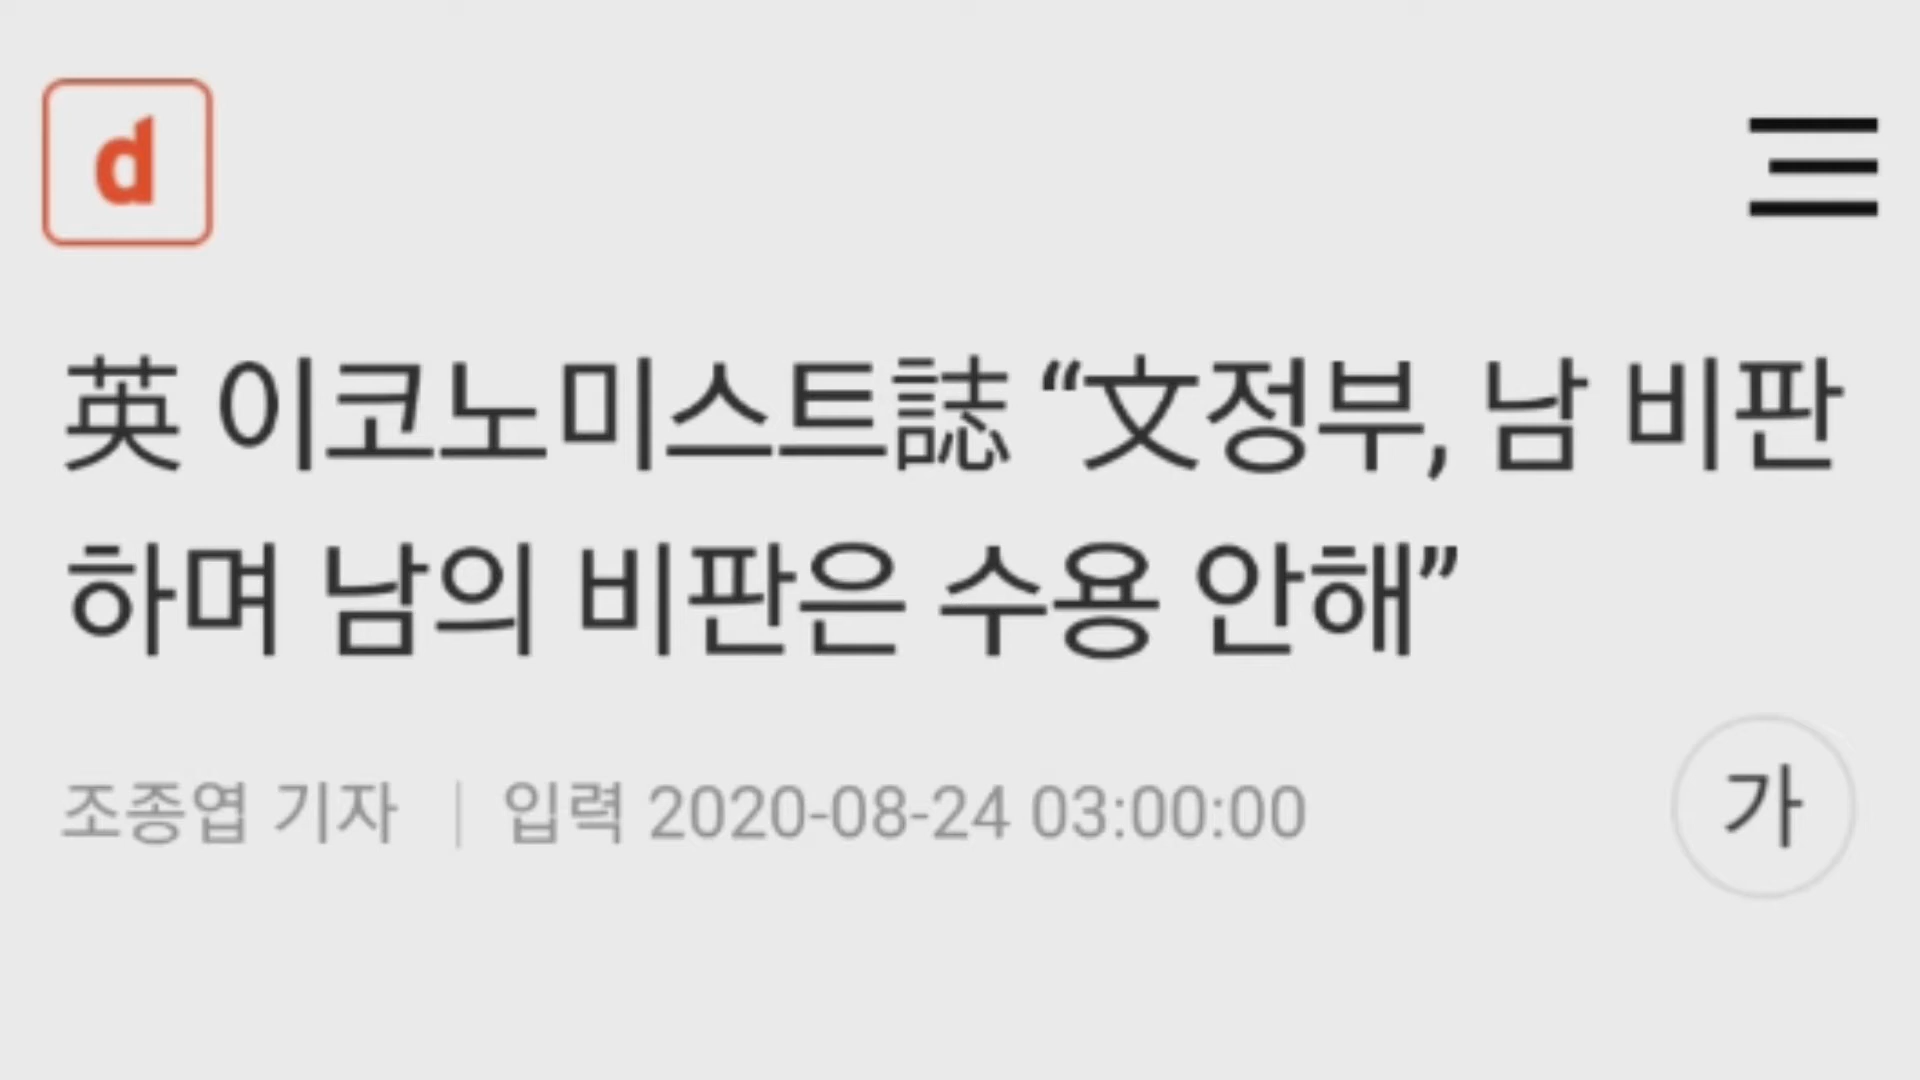 d
英 이코노미스트誌 “文정부, 남 비판
하며 남의 비판은 수용 안해”
조종엽 기자 | 입력 2020-08-24 03:00:00
가